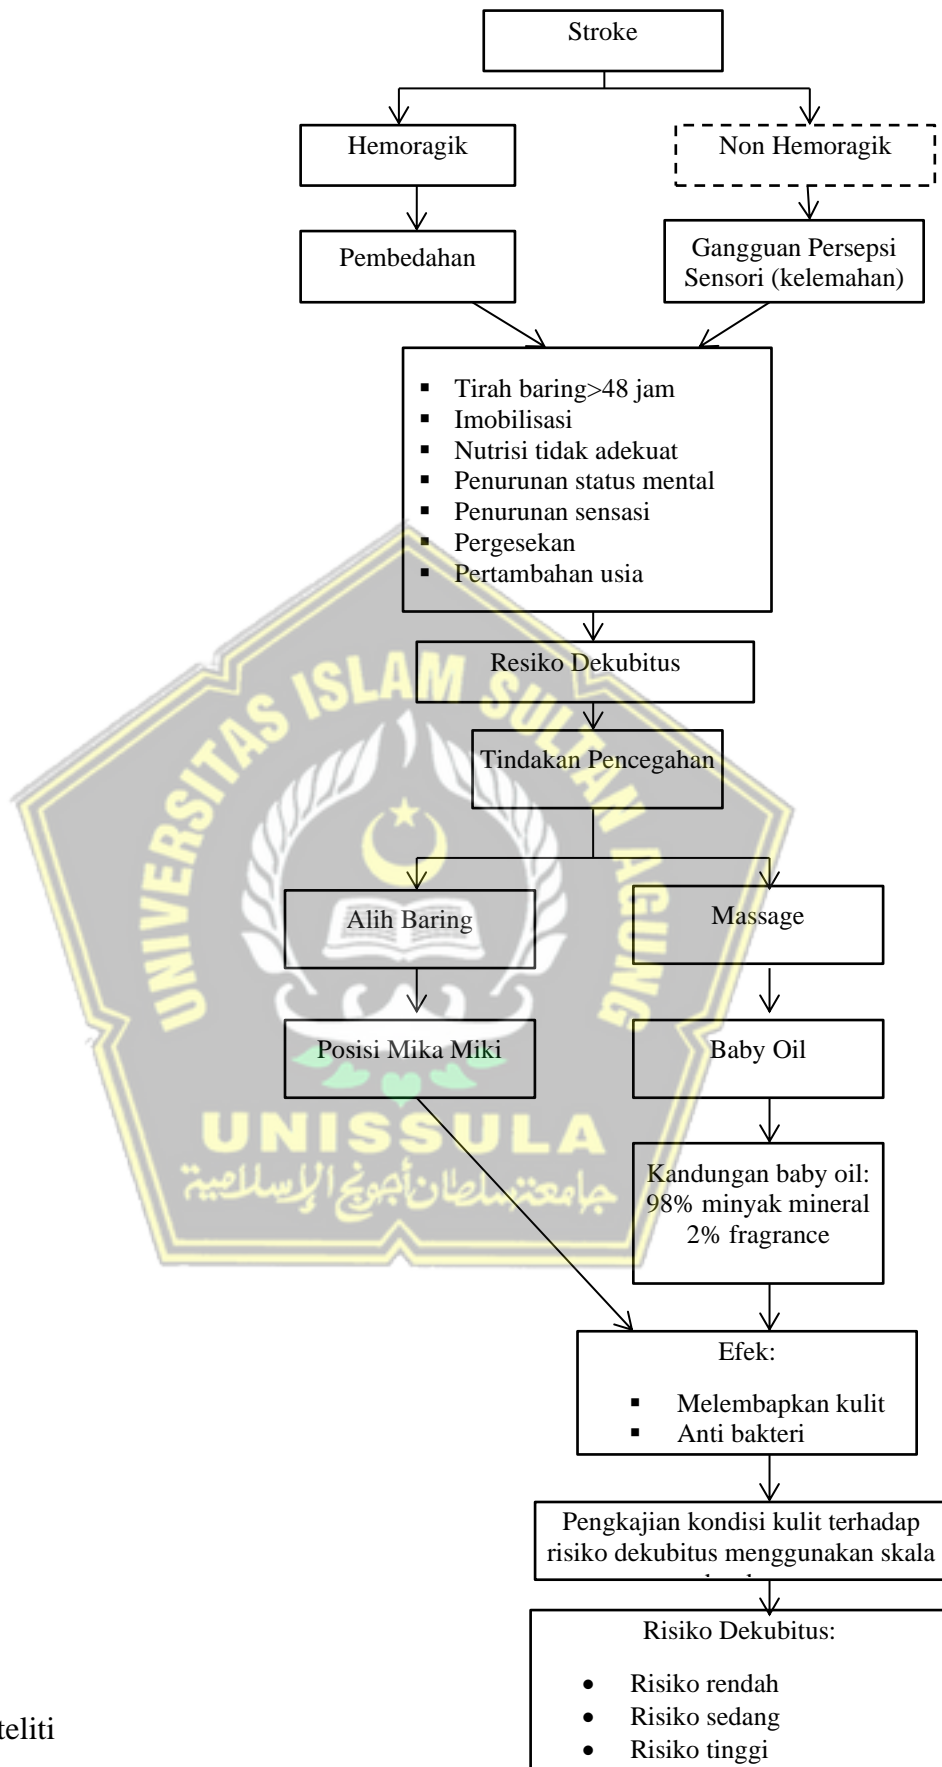 Stroke
Hemoragik
Non Hemoragik
Pembedahan
Gangguan Persepsi
Sensori (kelemahan)
▪ Tirah baring>48 jam
▪ Imobilisasi
▪ Nutrisi tidak adekuat
▪ Penurunan status mental
▪ Penurunan sensasi
▪ Pergesekan
▪ Pertambahan usia
Resiko Dekubitus
Tindakan Pencegahan
UNIVERSITAS ISLAM SULTAN AGUNG
Alih Baring
Massage
Posisi Mika Miki
Baby Oil
UNISSULA
جامعة سلطان أجونج الإسلامية
Kandungan baby oil:
98% minyak mineral
2% fragrance
Efek:
▪ Melembapkan kulit
▪ Anti bakteri
Pengkajian kondisi kulit terhadap
risiko dekubitus menggunakan skala
Risiko Dekubitus:
• Risiko rendah
• Risiko sedang
• Risiko tinggi
teliti